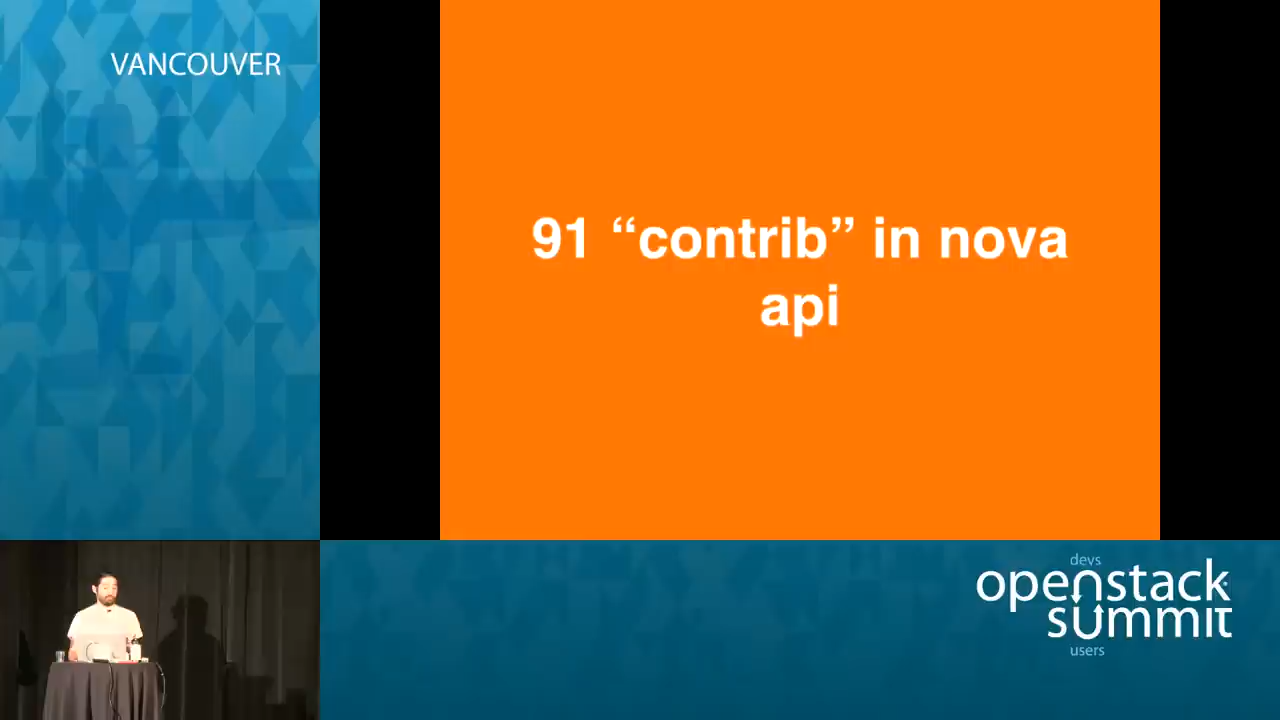 VANCOUVER
91 “contrib” in nova
api
devs
openstack
summit
users